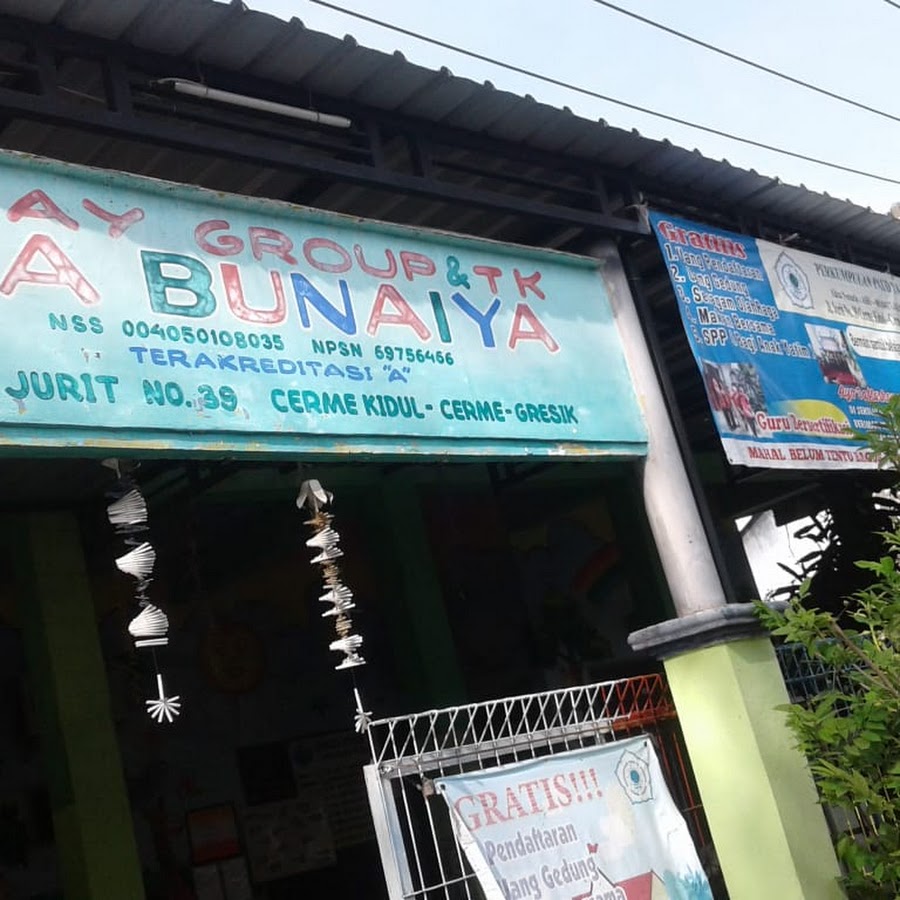 AY GROUP & TK
A BUNAIYA
NSS 004050108035 NPSN 69756466
TERAKREDITASI "A"
JURIT NO.39 CERME KIDUL - CERME - GRESIK
Gratiis
1. Uang Pendaftaran
2. Uang Gedung
3. Seragam Olahraga
4. Makan Bersama
5. SPP ( Bagi Anak Yatim )
PERKUMPULAN
Guru Bersertifikasi
MAHAL BELUM TENTU
GRATIS!!!
Pendaftaran
Uang Gedung